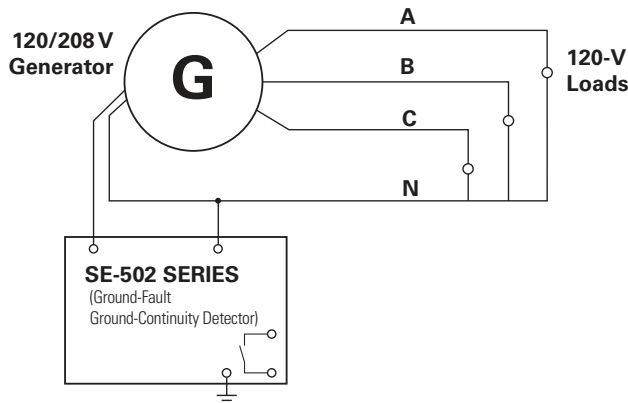 120/208 V
Generator
G
A
B
C
N
120-V
Loads
SE-502 SERIES
(Ground-Fault
Ground-Continuity Detector)